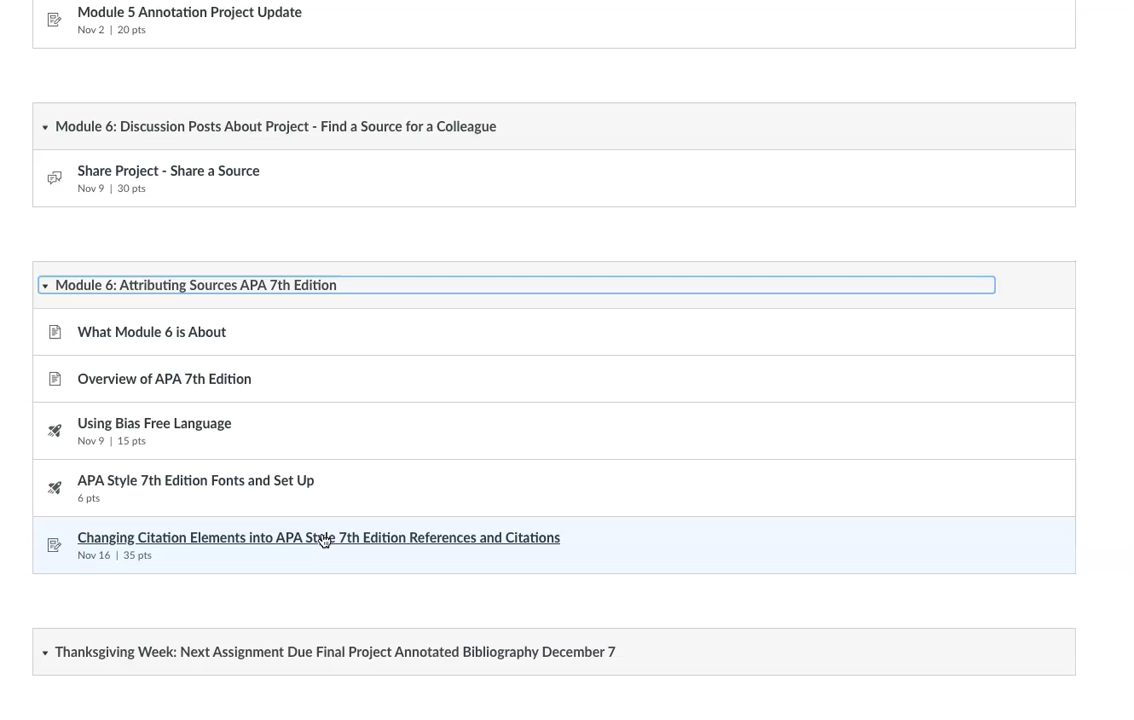 Module 5 Annotation Project Update
Nov 2 | 20 pts
Module 6: Discussion Posts About Project - Find a Source for a Colleague
Share Project - Share a Source
Nov 9 | 30 pts
Module 6: Attributing Sources APA 7th Edition
What Module 6 is About
Overview of APA 7th Edition
Using Bias Free Language
Nov 9 | 15 pts
APA Style 7th Edition Fonts and Set Up
6 pts
Changing Citation Elements into APA Style 7th Edition References and Citations
Nov 16 | 35 pts
Thanksgiving Week: Next Assignment Due Final Project Annotated Bibliography December 7